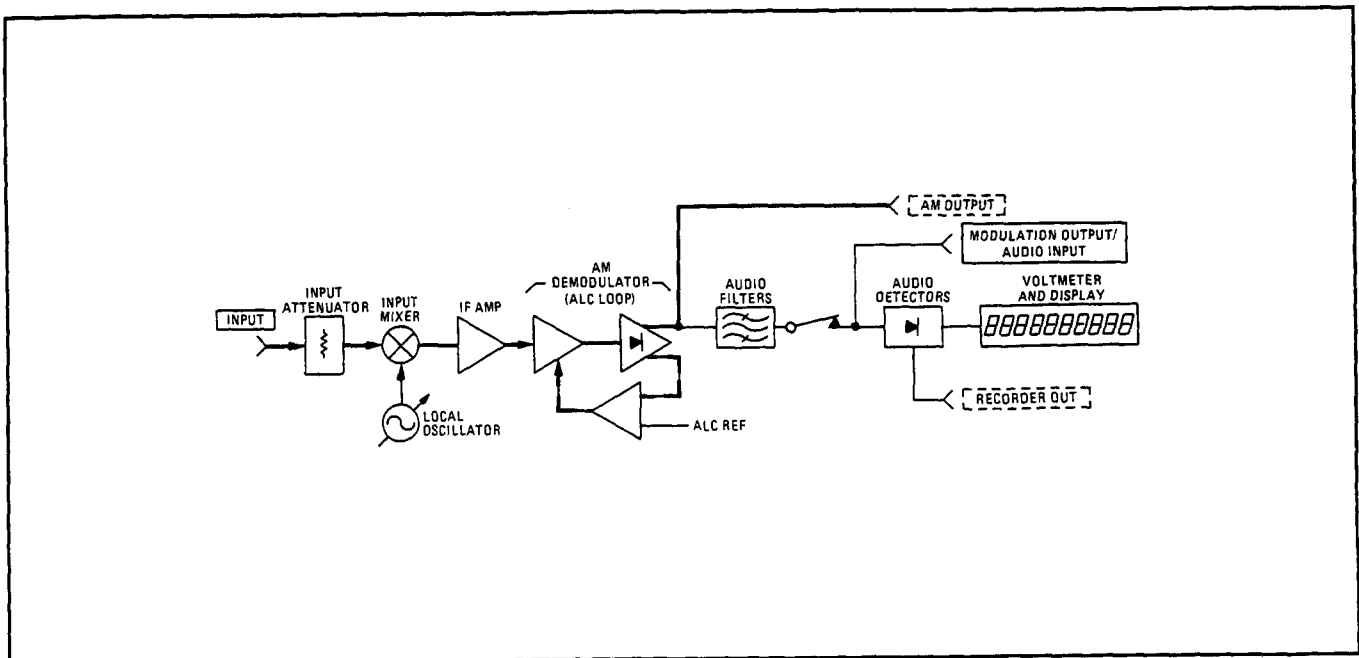 AM OUTPUT
MODULATION OUTPUT/
AUDIO INPUT
AM
DEMODULATOR
(ALC LOOP)
INPUT
INPUT
ATTENUATOR
INPUT
MIXER
IF AMP
AUDIO
FILTERS
AUDIO
DETECTORS
VOLTMETER
AND DISPLAY
8888888888
LOCAL
OSCILLATOR
ALC REF
RECORDER OUT